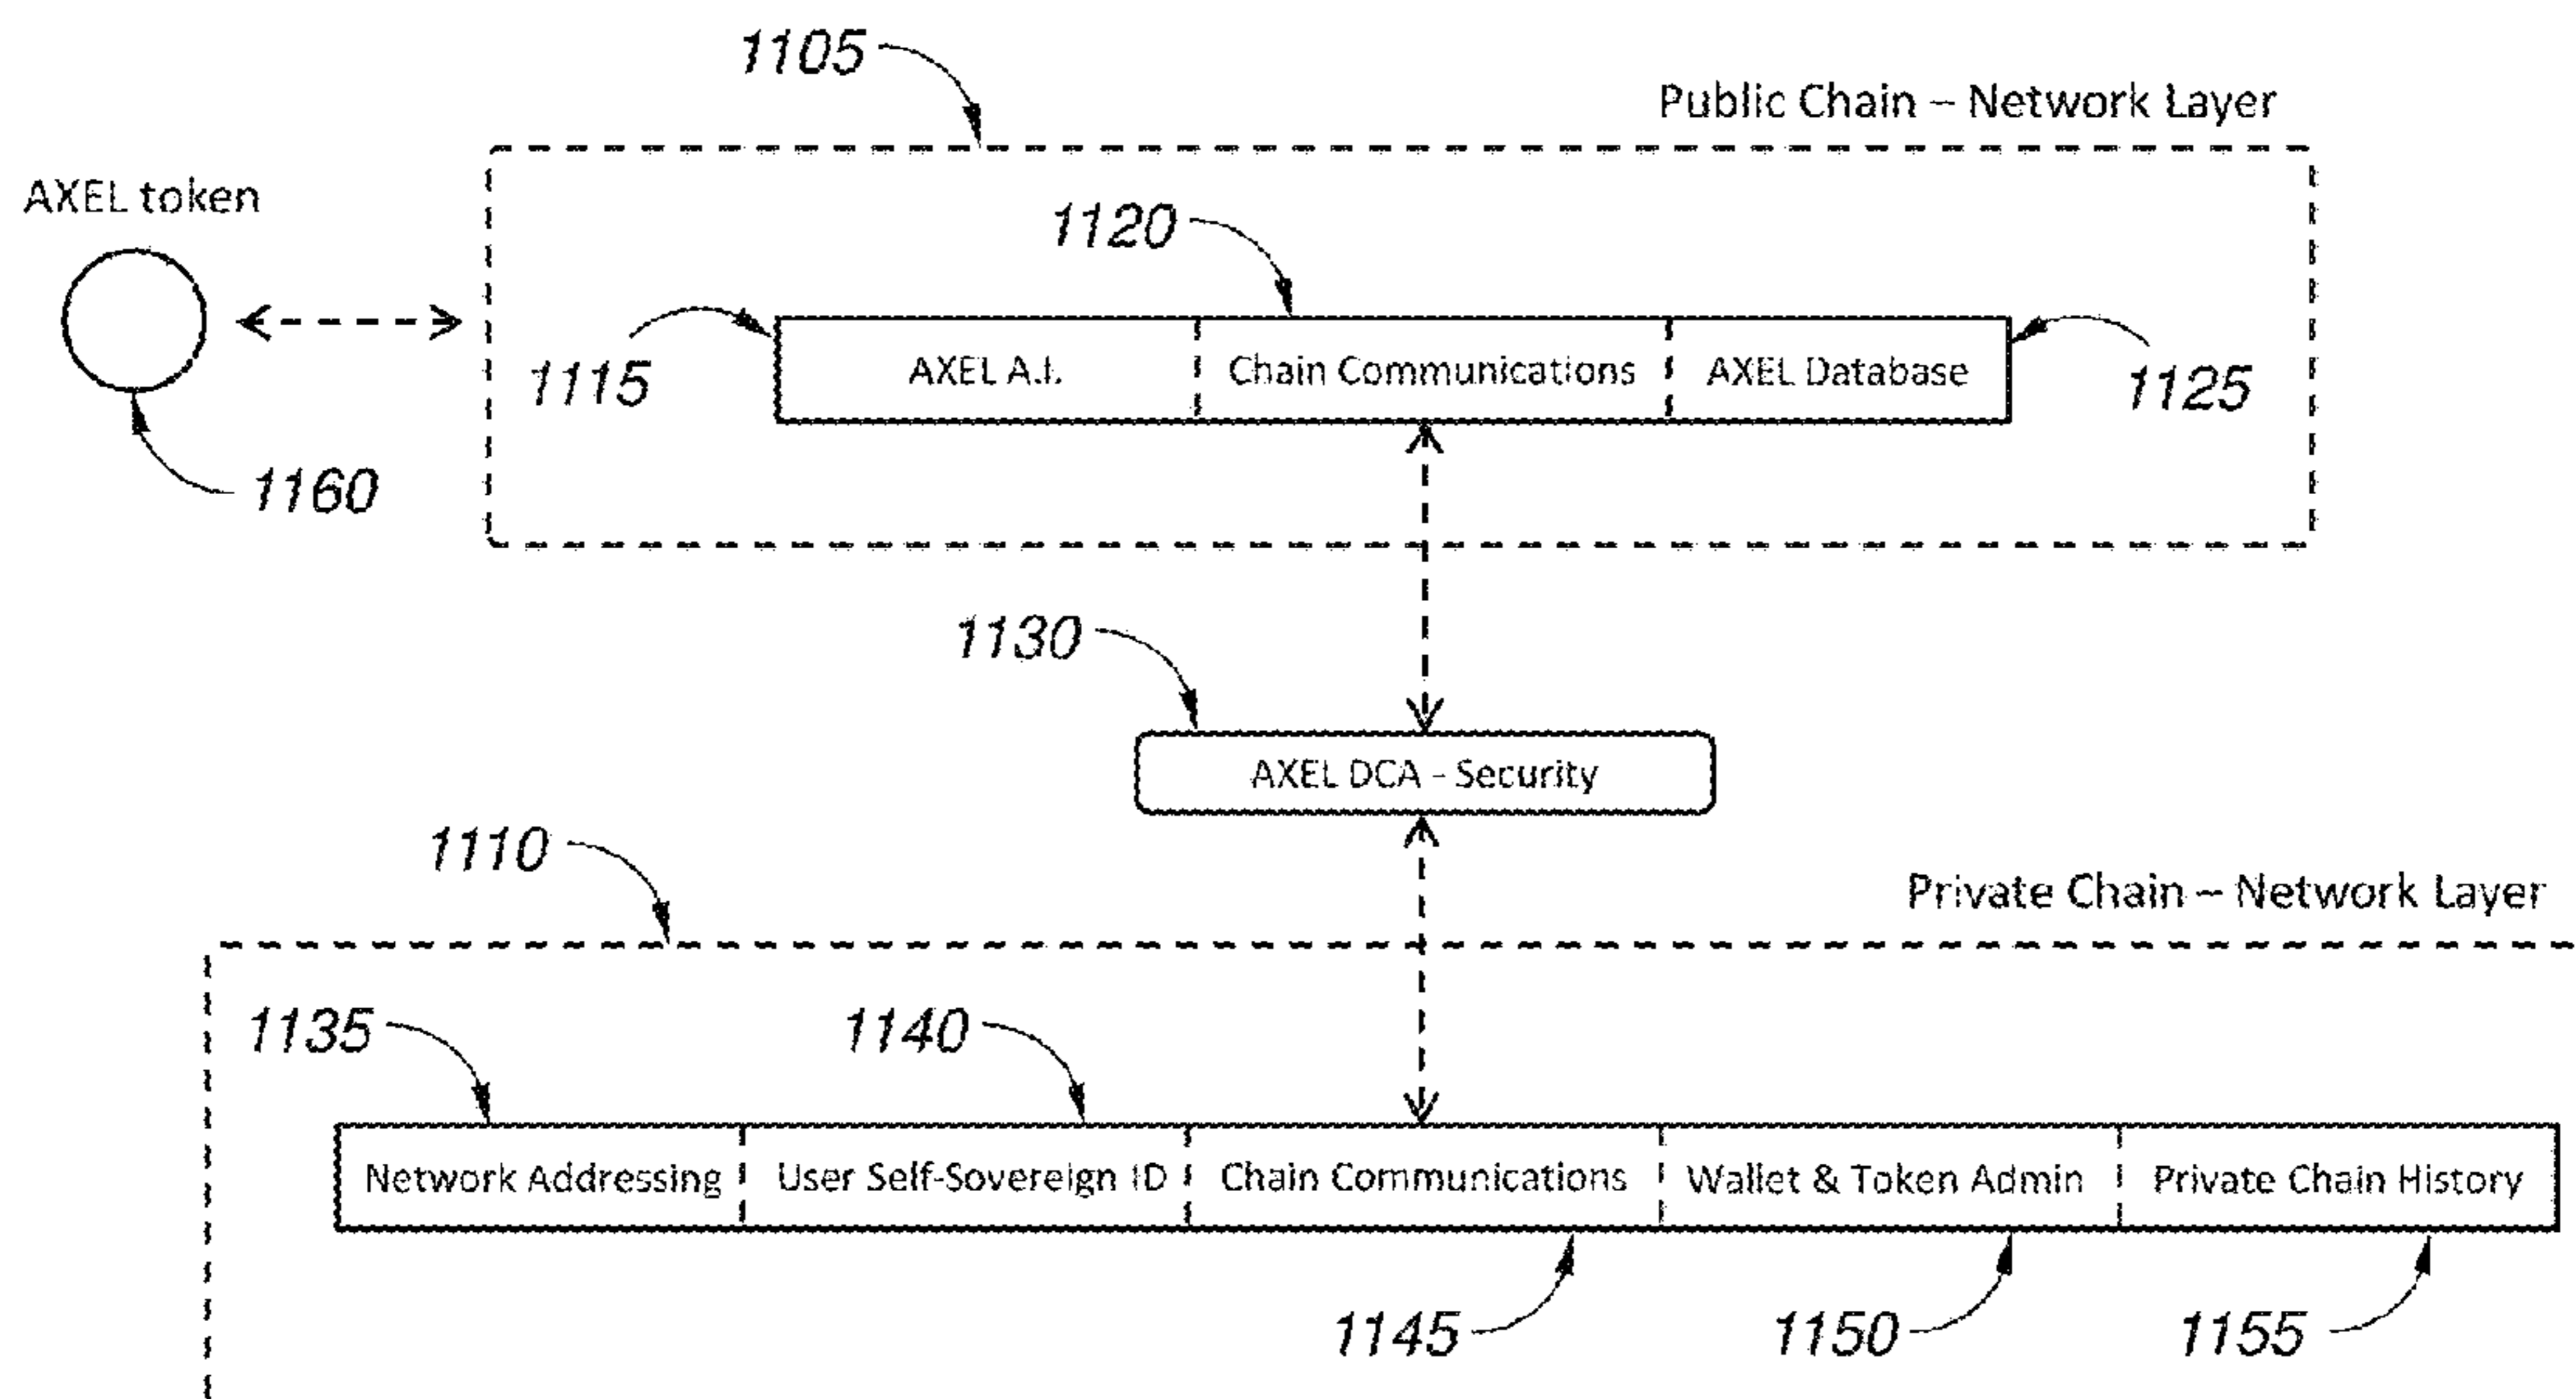 1105
Public Chain – Network Layer
AXEL token
1120
1115
AXEL A.I.
Chain Communications
AXEL Database
1125
1160
1130
AXEL DCA - Security
1110
Private Chain – Network Layer
1135
1140
Network Addressing
User Self-Sovereign ID
Chain Communications
Wallet & Token Admin
Private Chain History
1145
1150
1155